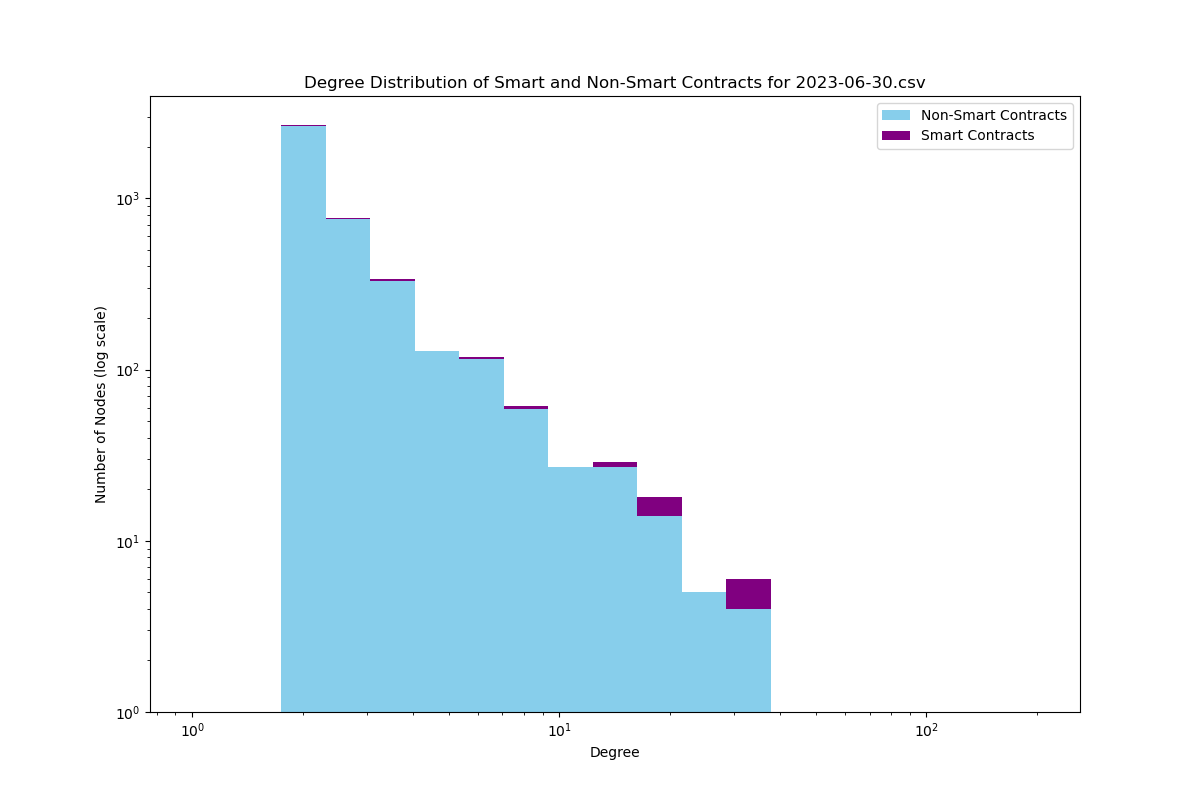 Degree Distribution of Smart and Non-Smart Contracts for 2023-06-30.csv
Non-Smart Contracts
Smart Contracts
Number of Nodes (log scale)
10³
10²
10¹
10⁰
10⁰ 10¹ 10²
Degree